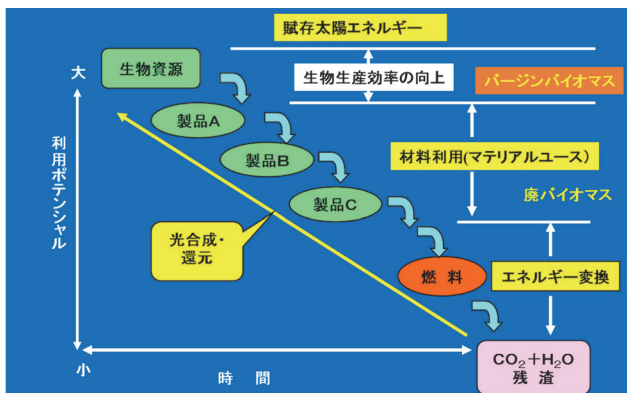 賦存太陽エネルギー
大
生物資源
生物生産効率の向上
バージンバイオマス
製品A
製品B
利用ポテンシャル
材料利用(マテリアルユース)
製品C
廃バイオマス
光合成・
還元
燃 料
エネルギー変換
小
時 間
CO₂+H₂O
残 渣